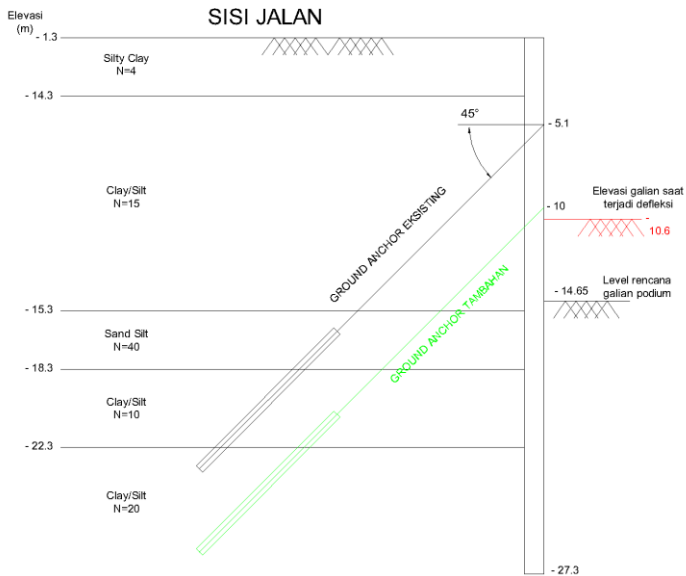 Elevasi
(m)
SISI JALAN
- 1.3
Silty Clay
N=4
- 14.3
45°
- 5.1
Clay/Silt
N=15
GROUND ANCHOR EKSISTING
- 10
Elevasi galian saat
terjadi defleksi
-
10.6
GROUND ANCHOR TAMBAHAN
Level rencana
galian podium
- 14.65
- 15.3
Sand Silt
N=40
- 18.3
Clay/Silt
N=10
- 22.3
Clay/Silt
N=20
- 27.3